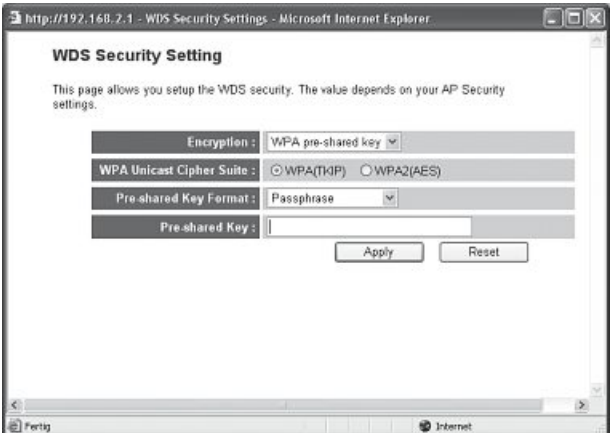 http://192.168.2.1 - WDS Security Settings - Microsoft Internet Explorer
WDS Security Setting
This page allows you setup the WDS security. The value depends on your AP Security
settings.
Encryption : WPA pre-shared key
WPA Unicast Cipher Suite : WPA(TKIP) WPA2(AES)
Pre-shared Key Format : Passphrase
Pre-shared Key :
Apply Reset
Fertig Internet